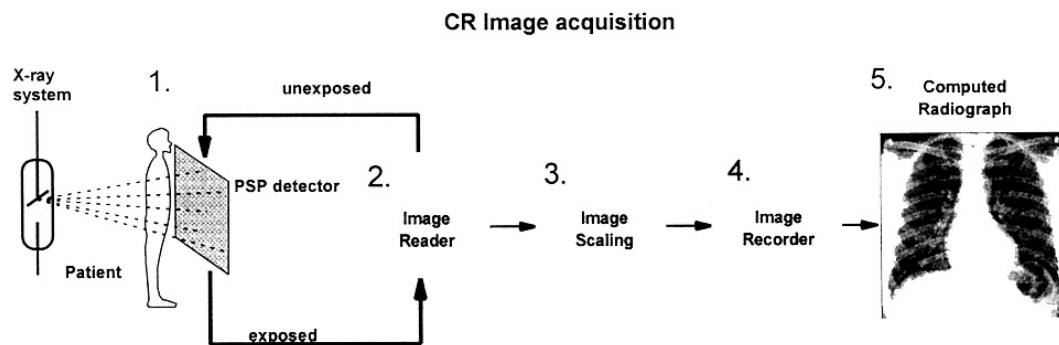 CR Image acquisition
X-ray
system
1.
unexposed
5.
Computed
Radiograph
PSP detector
2.
3.
4.
Image
Reader
Image
Scaling
Image
Recorder
Patient
exposed